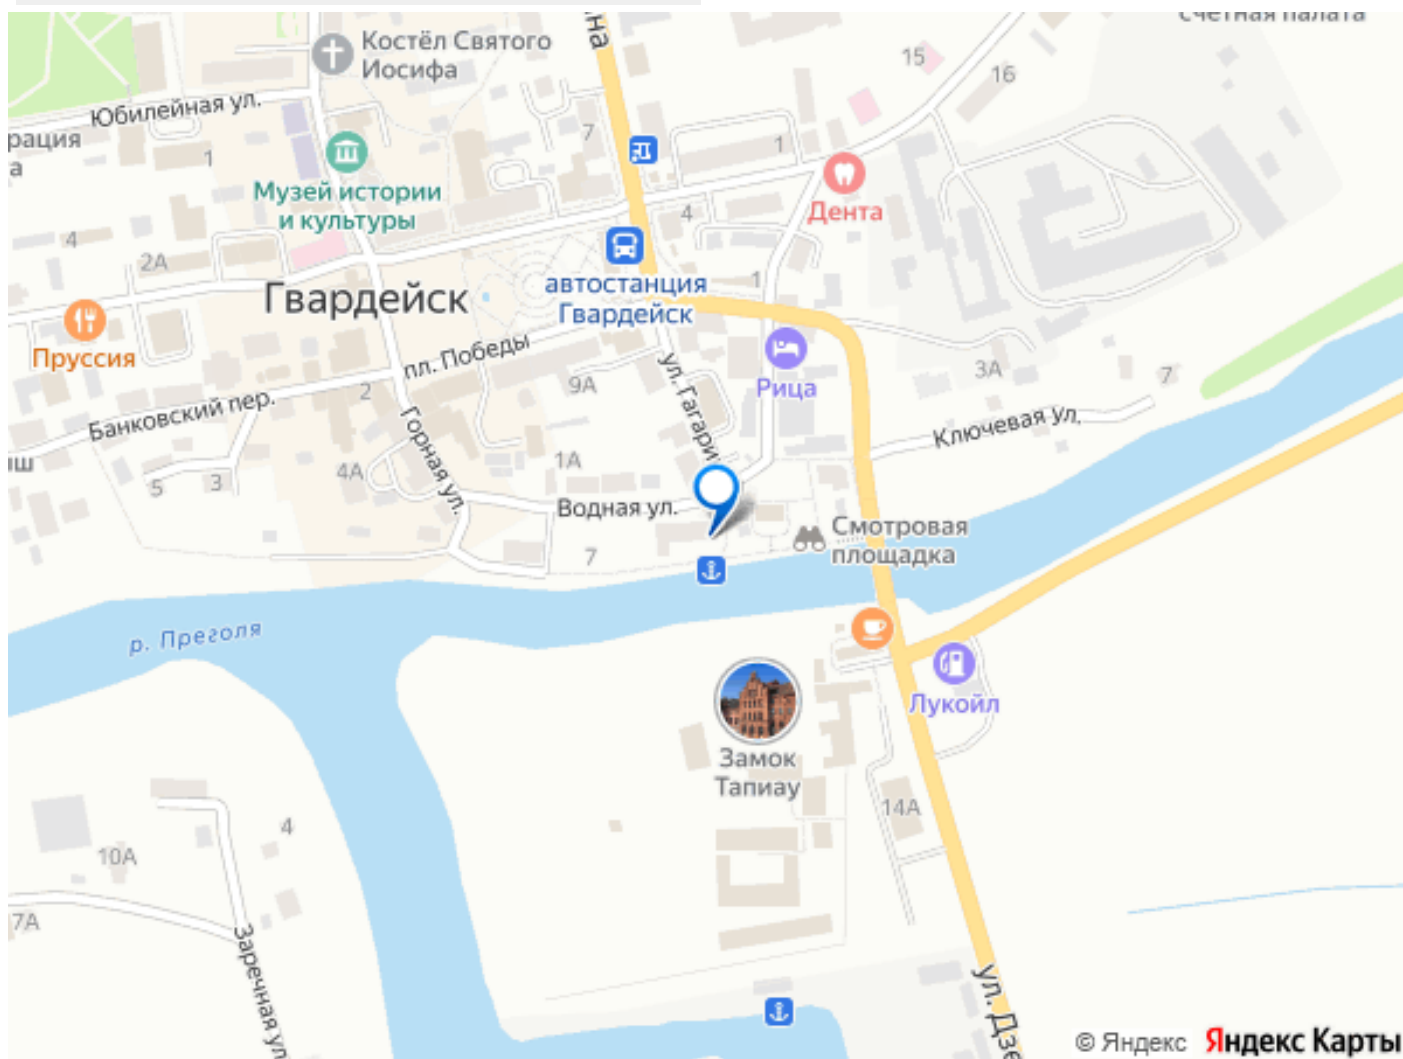 счетная палата
Костёл Святого
Иосифа
15
16
Юбилейная ул.
7
рация
а
1
1
Музей истории
и культуры
Дента
4
4
2А
автостанция
Гвардейск
1
Гвардейск
Пруссия
пл. Победы
ул. Гагари
Рица
3А
7
9А
2
Банковский пер.
Горная ул.
Ключевая ул.
ш
4А
1А
5
3
Водная ул.
Смотровая
площадка
7
р. Преголя
Лукойл
Замок
Тапиау
14А
4
10А
7А
Заречная ул
ул. Дзе
© Яндекс
Яндекс Карты